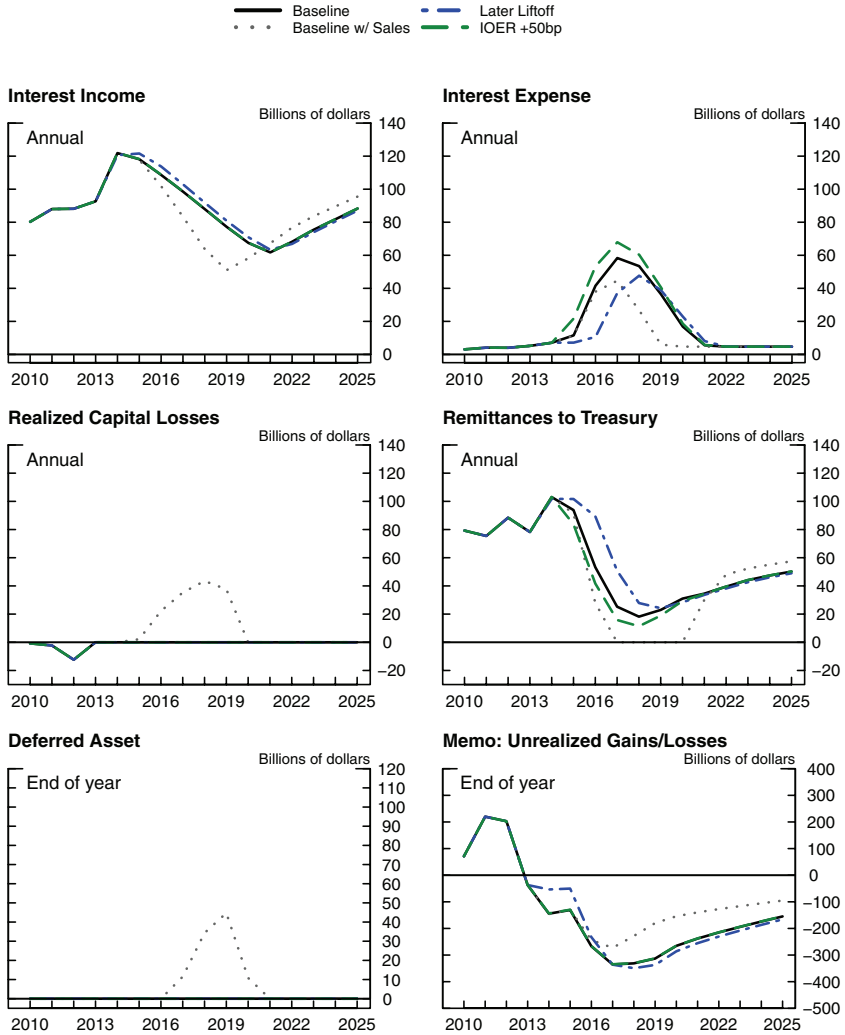 Baseline
Later Liftoff
Baseline w/ Sales
IOER +50bp
Interest Income
Billions of dollars
Annual
140
120
100
80
60
40
20
0
2010 2013 2016 2019 2022 2025
Interest Expense
Billions of dollars
Annual
140
120
100
80
60
40
20
0
2010 2013 2016 2019 2022 2025
Realized Capital Losses
Billions of dollars
Annual
140
120
100
80
60
40
20
0
−20
2010 2013 2016 2019 2022 2025
Remittances to Treasury
Billions of dollars
Annual
140
120
100
80
60
40
20
0
−20
2010 2013 2016 2019 2022 2025
Deferred Asset
Billions of dollars
End of year
120
110
100
90
80
70
60
50
40
30
20
10
0
2010 2013 2016 2019 2022 2025
Memo: Unrealized Gains/Losses
Billions of dollars
End of year
400
300
200
100
0
−100
−200
−300
−400
−500
2010 2013 2016 2019 2022 2025